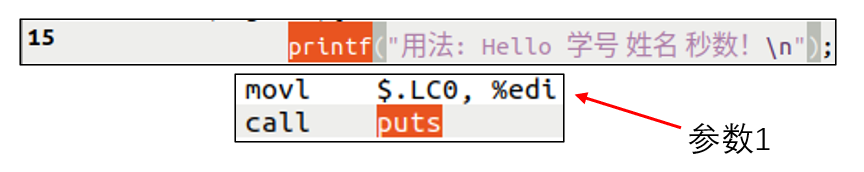 15 printf("用法: Hello 学号 姓名 秒数! \n");
movl $.LC0, %edi
call puts
参数1